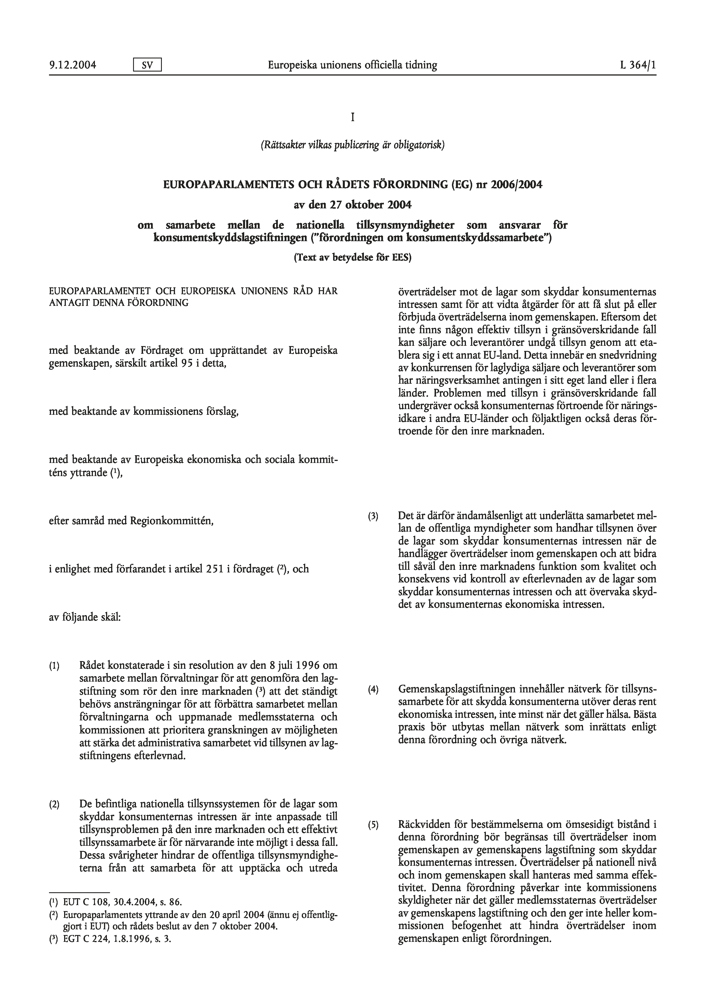 9.12.2004 SV Europeiska unionens officiella tidning L 364/1
I
(Rättsakter vilkas publicering är obligatorisk)
EUROPAPARLAMENTETS OCH RÅDETS FÖRORDNING (EG) nr 2006/2004
av den 27 oktober 2004
om samarbete mellan de nationella tillsynsmyndigheter som ansvarar för
konsumentskyddslagstiftningen (”förordningen om konsumentskyddssamarbete”)
(Text av betydelse för EES)
EUROPAPARLAMENTET OCH EUROPEISKA UNIONENS RÅD HAR
ANTAGIT DENNA FÖRORDNING
med beaktande av Fördraget om upprättandet av Europeiska
gemenskapen, särskilt artikel 95 i detta,
med beaktande av kommissionens förslag,
med beaktande av Europeiska ekonomiska och sociala kommit-
téns yttrande (¹),
efter samråd med Regionkommittén,
i enlighet med förfarandet i artikel 251 i fördraget (²), och
av följande skäl:
(1) Rådet konstaterade i sin resolution av den 8 juli 1996 om
samarbete mellan förvaltningar för att genomföra den lag-
stiftning som rör den inre marknaden (³) att det ständigt
behövs ansträngningar för att förbättra samarbetet mellan
förvaltningarna och uppmanade medlemsstaterna och
kommissionen att prioritera granskningen av möjligheten
att stärka det administrativa samarbetet vid tillsynen av lag-
stiftningens efterlevnad.
(2) De befintliga nationella tillsynssystemen för de lagar som
skyddar konsumenternas intressen är inte anpassade till
tillsynsproblemen på den inre marknaden och ett effektivt
tillsynssamarbete är för närvarande inte möjligt i dessa fall.
Dessa svårigheter hindrar de offentliga tillsynsmyndighe-
terna från att samarbeta för att upptäcka och utreda
(¹) EUT C 108, 30.4.2004, s. 86.
(²) Europaparlamentets yttrande av den 20 april 2004 (ännu ej offentlig-
gjort i EUT) och rådets beslut av den 7 oktober 2004.
(³) EGT C 224, 1.8.1996, s. 3.
överträdelser mot de lagar som skyddar konsumenternas
intressen samt för att vidta åtgärder för att få slut på eller
förbjuda överträdelserna inom gemenskapen. Eftersom det
inte finns någon effektiv tillsyn i gränsöverskridande fall
kan säljare och leverantörer undgå tillsyn genom att eta-
blera sig i ett annat EU-land. Detta innebär en snedvridning
av konkurrensen för laglydiga säljare och leverantörer som
har näringsverksamhet antingen i sitt eget land eller i flera
länder. Problemen med tillsyn i gränsöverskridande fall
undergräver också konsumenternas förtroende för närings-
idkare i andra EU-länder och följaktligen också deras för-
troende för den inre marknaden.
(3) Det är därför ändamålsenligt att underlätta samarbetet mel-
lan de offentliga myndigheter som handhar tillsynen över
de lagar som skyddar konsumenternas intressen när de
handlägger överträdelser inom gemenskapen och att bidra
till såväl den inre marknadens funktion som kvalitet och
konsekvens vid kontroll av efterlevnaden av de lagar som
skyddar konsumenternas intressen och att övervaka skyd-
det av konsumenternas ekonomiska intressen.
(4) Gemenskapslagstiftningen innehåller nätverk för tillsyns-
samarbete för att skydda konsumenterna utöver deras rent
ekonomiska intressen, inte minst när det gäller hälsa. Bästa
praxis bör utbytas mellan nätverk som inrättats enligt
denna förordning och övriga nätverk.
(5) Räckvidden för bestämmelserna om ömsesidigt bistånd i
denna förordning bör begränsas till överträdelser inom
gemenskapen av gemenskapens lagstiftning som skyddar
konsumenternas intressen. Överträdelser på nationell nivå
och inom gemenskapen skall hanteras med samma effek-
tivitet. Denna förordning påverkar inte kommissionens
skyldigheter när det gäller medlemsstaternas överträdelser
av gemenskapens lagstiftning och den ger inte heller kom-
missionen befogenhet att hindra överträdelser inom
gemenskapen enligt förordningen.